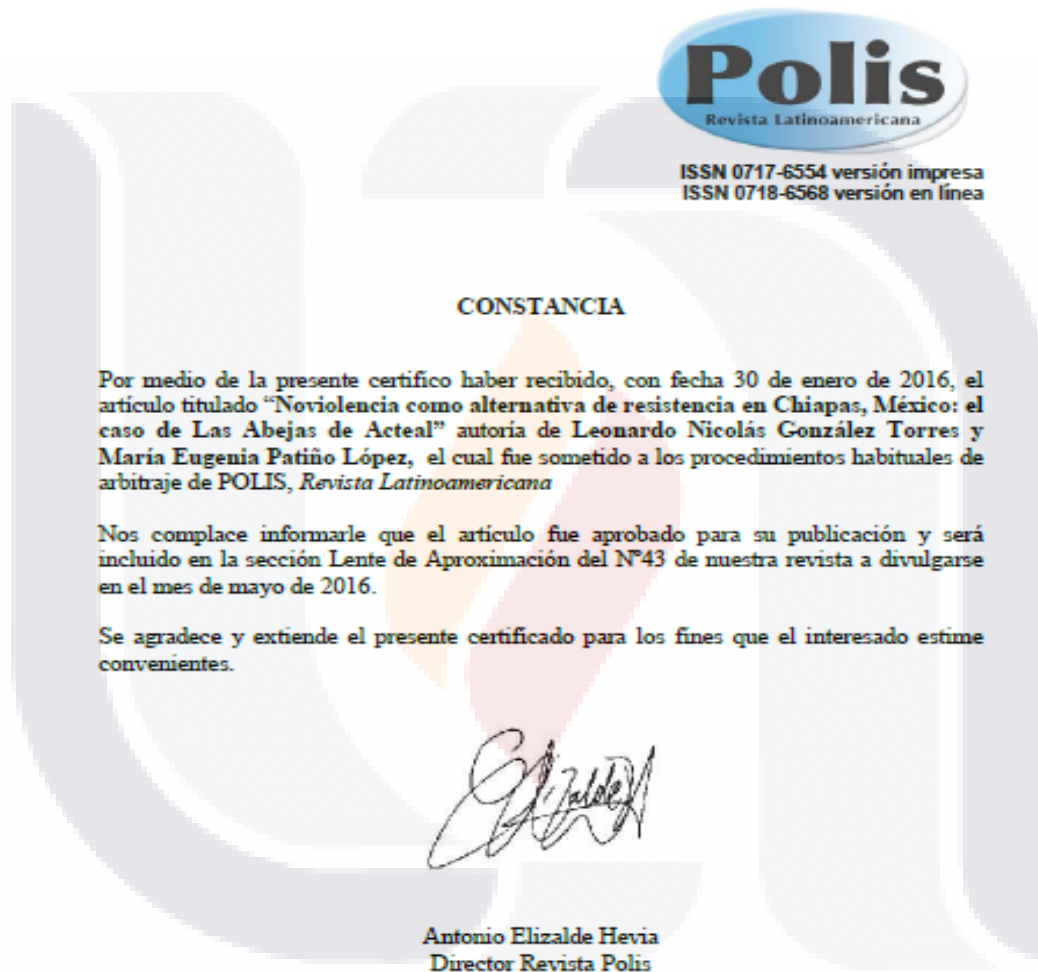 Polis
Revista Latinoamericana
ISSN 0717-6554 versión impresa
ISSN 0718-6568 versión en línea
CONSTANCIA
Por medio de la presente certifico haber recibido, con fecha 30 de enero de 2016, el
artículo titulado “Noviolencia como alternativa de resistencia en Chiapas, México: el
caso de Las Abejas de Acteal” autoría de Leonardo Nicolás González Torres y
María Eugenia Patiño López, el cual fue sometido a los procedimientos habituales de
arbitraje de POLIS, Revista Latinoamericana
Nos complace informarle que el artículo fue aprobado para su publicación y será
incluido en la sección Lente de Aproximación del Nº43 de nuestra revista a divulgarse
en el mes de mayo de 2016.
Se agradece y extiende el presente certificado para los fines que el interesado estime
convenientes.
Antonio Elizalde Hevia
Director Revista Polis